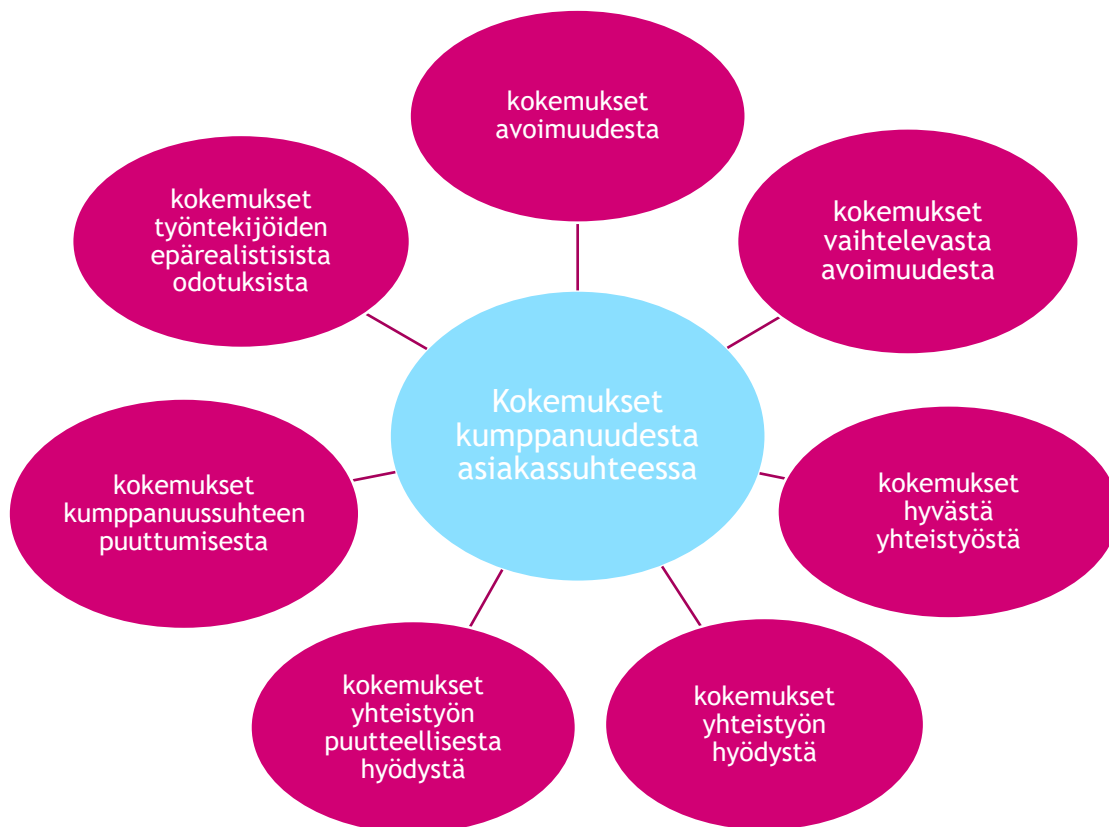 kokemukset
avoimuudesta
kokemukset
vaihtelevasta
avoimuudesta
kokemukset
hyvästä
yhteistyöstä
kokemukset
yhteistyön
hyödystä
kokemukset
yhteistyön
puutteellisesta
hyödystä
kokemukset
kumppanuussuhteen
puuttumisesta
kokemukset
työntekijöiden
epärealistisista
odotuksista
Kokemukset
kumppanuudesta
asiakassuhteessa